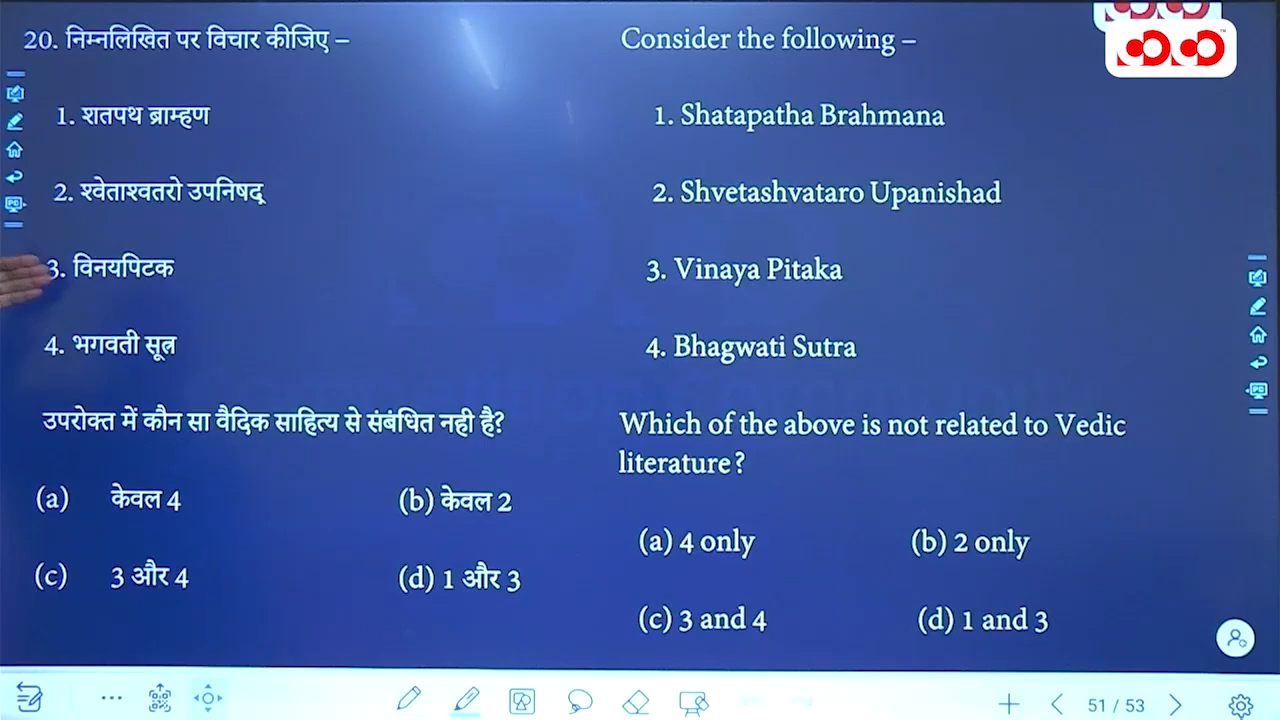 20. निम्नलिखित पर विचार कीजिए –
1. शतपथ ब्राम्हण
2. श्वेताश्वतरो उपनिषद्
3. विनयपिटक
4. भगवती सूत्र
उपरोक्त में कौन सा वैदिक साहित्य से संबंधित नही है?
(a) केवल 4 (b) केवल 2
(c) 3 और 4 (d) 1 और 3
Consider the following –
1. Shatapatha Brahmana
2. Shvetashvataro Upanishad
3. Vinaya Pitaka
4. Bhagwati Sutra
Which of the above is not related to Vedic
literature?
(a) 4 only (b) 2 only
(c) 3 and 4 (d) 1 and 3
51 / 53